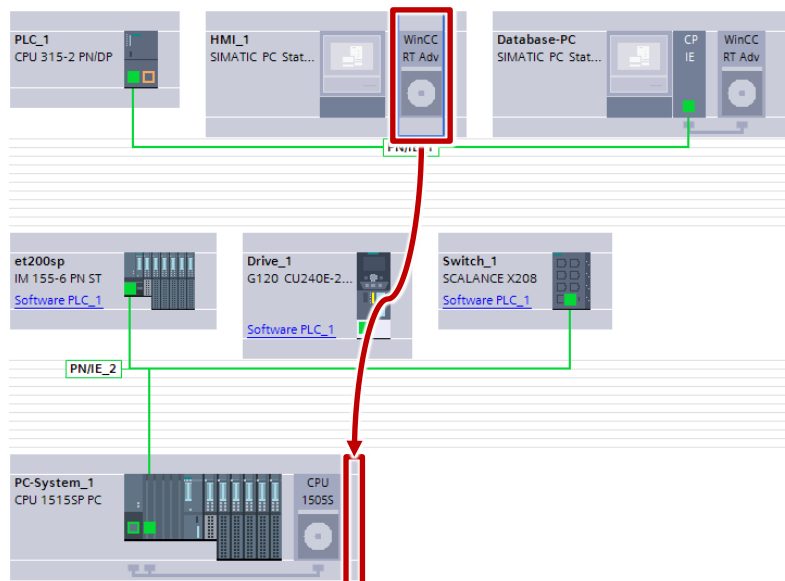 PLC_1
CPU 315-2 PN/DP
HMI_1
SIMATIC PC Stat...
WinCC
RT Adv
Database-PC
SIMATIC PC Stat...
CP
IE
WinCC
RT Adv
et200sp
IM 155-6 PN ST
Software PLC_1
Drive_1
G120 CU240E-2...
Software PLC_1
Switch_1
SCALANCE X208
Software PLC_1
PN/IE_2
PC-System_1
CPU 1515SP PC
CPU
1505S